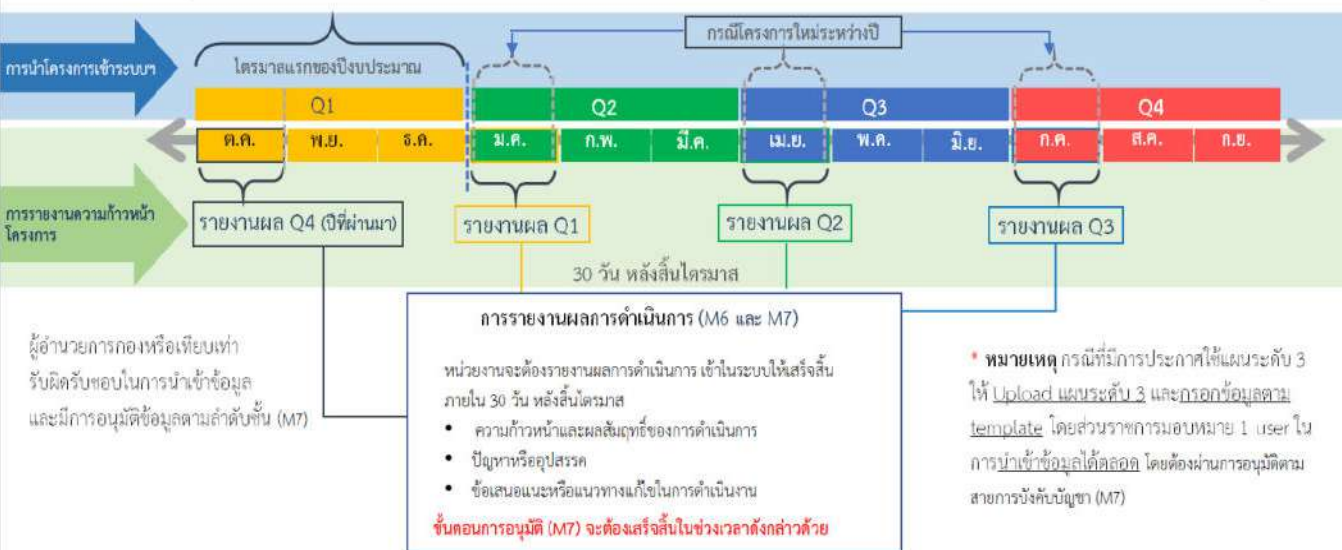 กรณีโครงการใหม่ระหว่างปี
การนำโครงการเข้าระบบฯ
ไตรมาสแรกของปีงบประมาณ
Q1 Q2 Q3 Q4
ต.ค. พ.ย. ธ.ค. ม.ค. ก.พ. มี.ค. เม.ย. พ.ค. มิ.ย. ก.ค. ส.ค. ก.ย.
การรายงานความก้าวหน้า
โครงการ
รายงานผล Q4 (ปีที่ผ่านมา)
รายงานผล Q1
รายงานผล Q2
รายงานผล Q3
30 วัน หลังสิ้นไตรมาส
ผู้อำนวยการกองหรือเทียบเท่า
รับผิดรับชอบในการนำเข้าข้อมูล
และมีการอนุมัติข้อมูลตามลำดับชั้น (M7)
การรายงานผลการดำเนินการ (M6 และ M7)
หน่วยงานจะต้องรายงานผลการดำเนินการ เข้าในระบบให้เสร็จสิ้น
ภายใน 30 วัน หลังสิ้นไตรมาส
• ความก้าวหน้าและผลสัมฤทธิ์ของการดำเนินการ
• ปัญหาหรืออุปสรรค
• ข้อเสนอแนะหรือแนวทางแก้ไขในการดำเนินงาน
ขั้นตอนการอนุมัติ (M7) จะต้องเสร็จสิ้นในช่วงเวลาดังกล่าวด้วย
* หมายเหตุ กรณีที่มีการประกาศใช้แผนระดับ 3
ให้ Upload แผนระดับ 3 และกรอกข้อมูลตาม
template โดยส่วนราชการมอบหมาย 1 user ใน
การนำเข้าข้อมูลได้ตลอด โดยต้องผ่านการอนุมัติตาม
สายการบังคับบัญชา (M7)